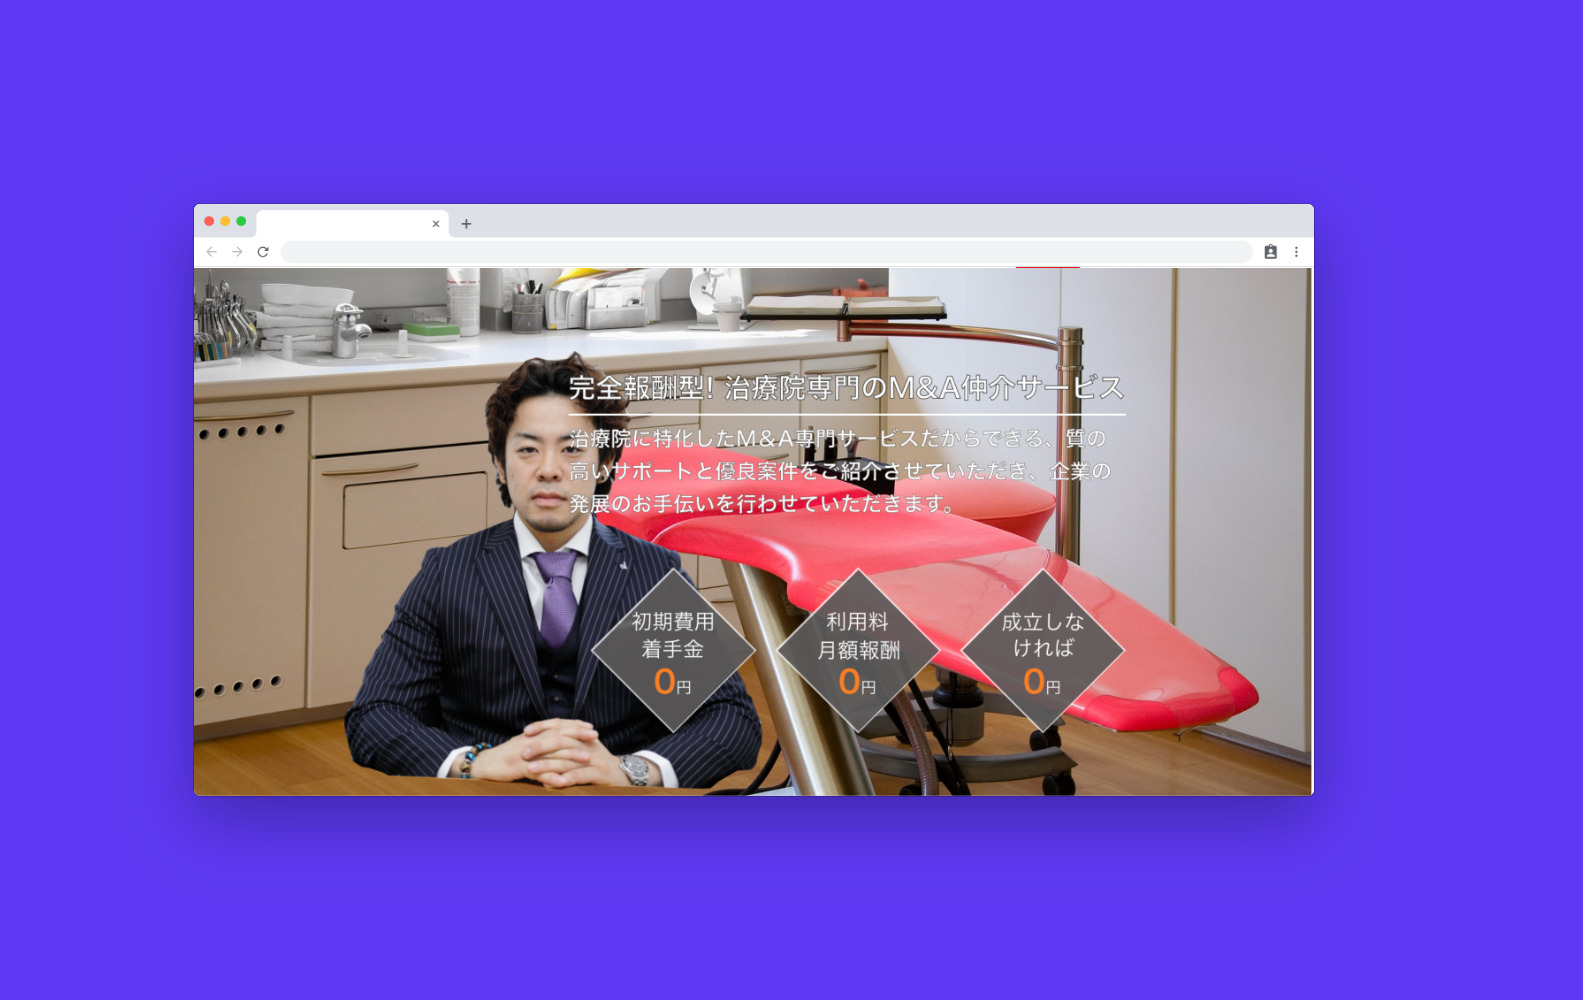 完全報酬型! 治療院専門のM&A仲介サービス
治療院に特化したM&A専門サービスだからできる、質の
高いサポートと優良案件をご紹介させていただき、企業の
発展のお手伝いを行わせていただきます。
初期費用
着手金
0円
利用料
月額報酬
0円
成立しな
ければ
0円